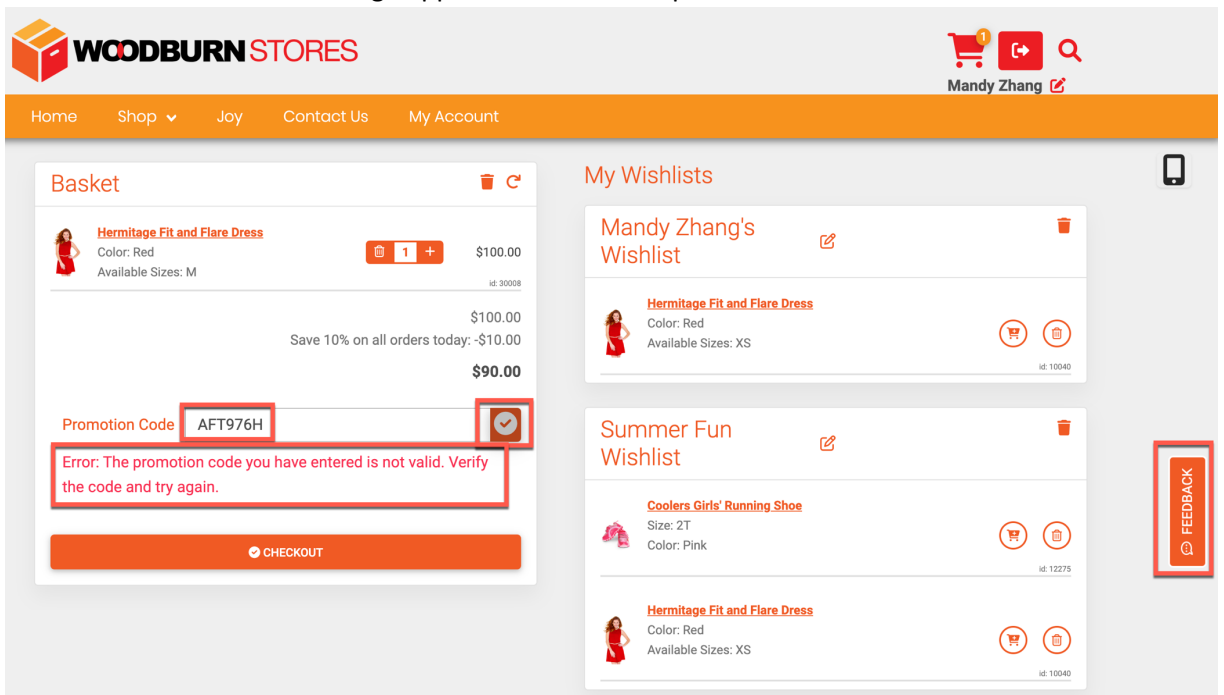 WOODBURN STORES
1
Mandy Zhang
Home Shop Joy Contact Us My Account
Basket
Hermitage Fit and Flare Dress
Color: Red
Available Sizes: M
1 +
$100.00
id: 30008
$100.00
Save 10% on all orders today: -$10.00
$90.00
Promotion Code AFT976H
Error: The promotion code you have entered is not valid. Verify
the code and try again.
CHECKOUT
My Wishlists
Mandy Zhang's
Wishlist
Hermitage Fit and Flare Dress
Color: Red
Available Sizes: XS
id: 10040
Summer Fun
Wishlist
Coolers Girls' Running Shoe
Size: 2T
Color: Pink
id: 12275
Hermitage Fit and Flare Dress
Color: Red
Available Sizes: XS
id: 10040
FEEDBACK